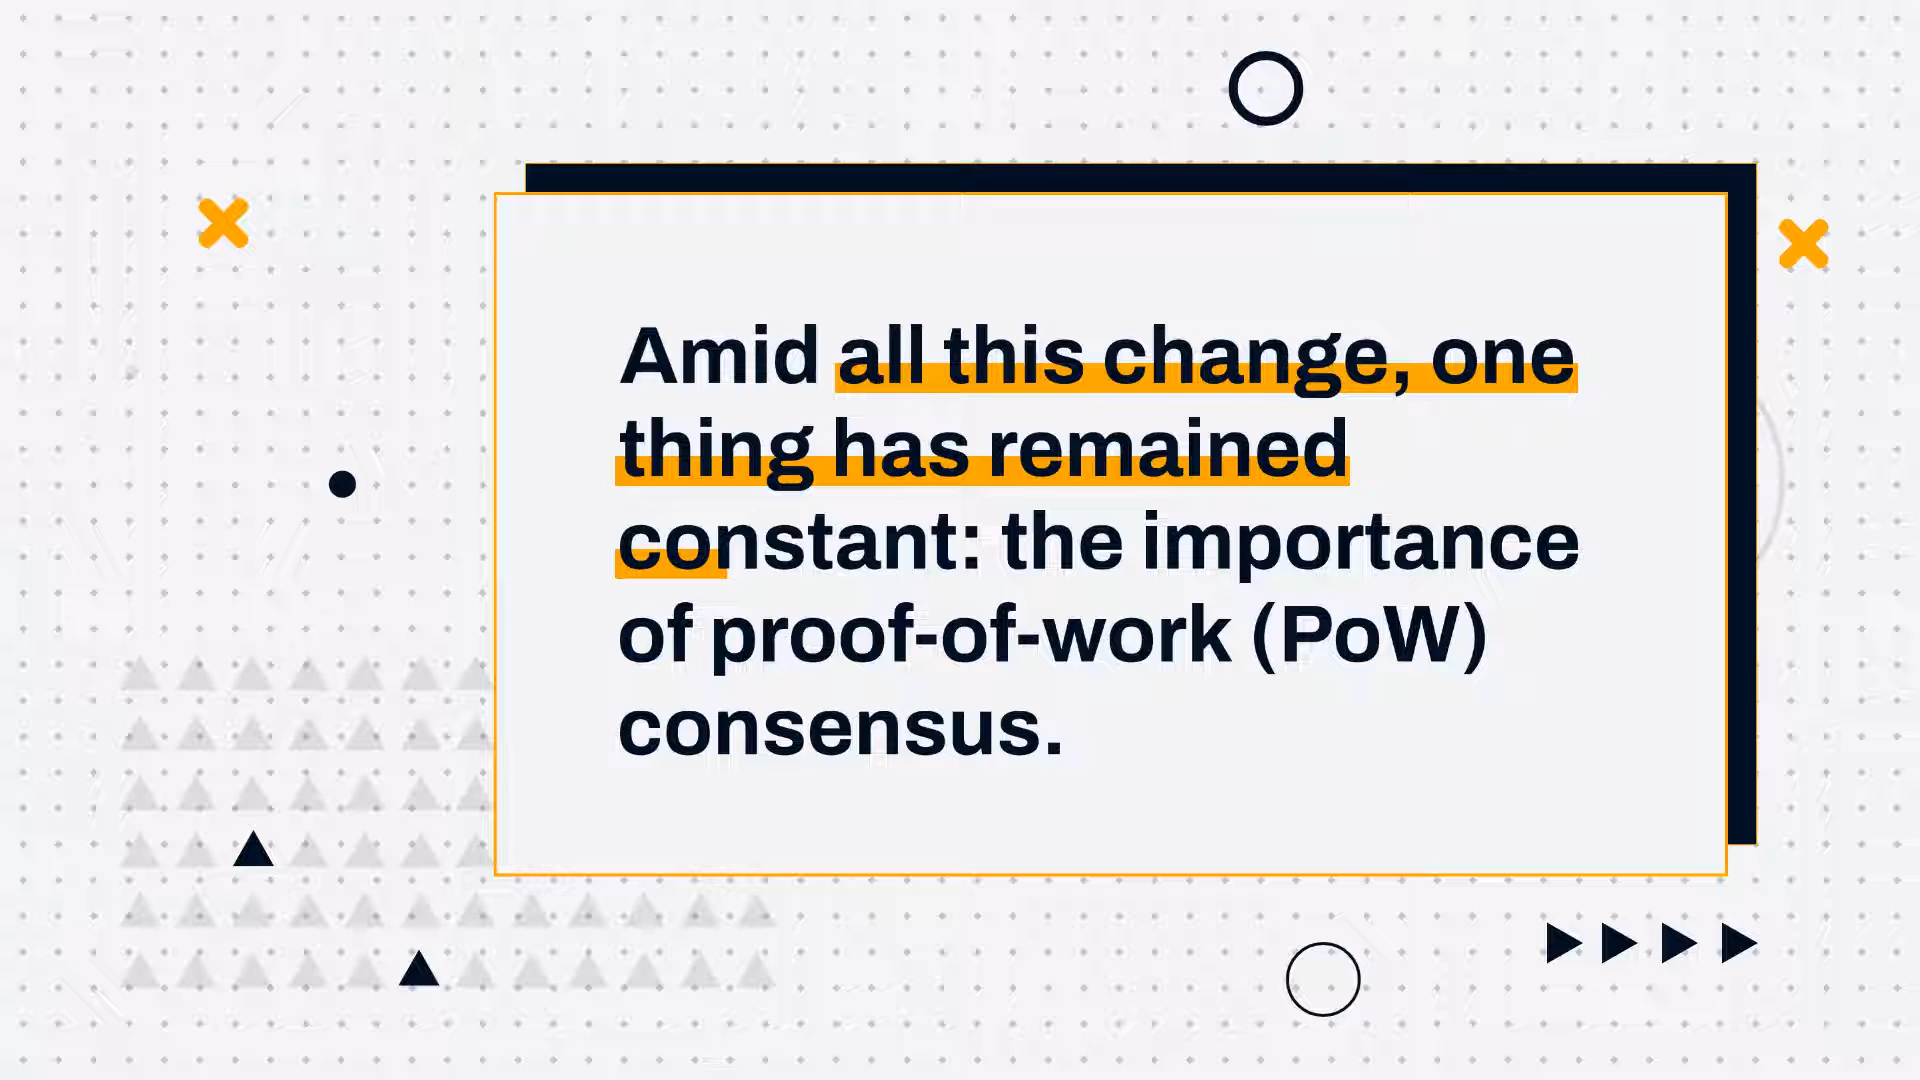 Amid all this change, one
thing has remained
constant: the importance
of proof-of-work (PoW)
consensus.